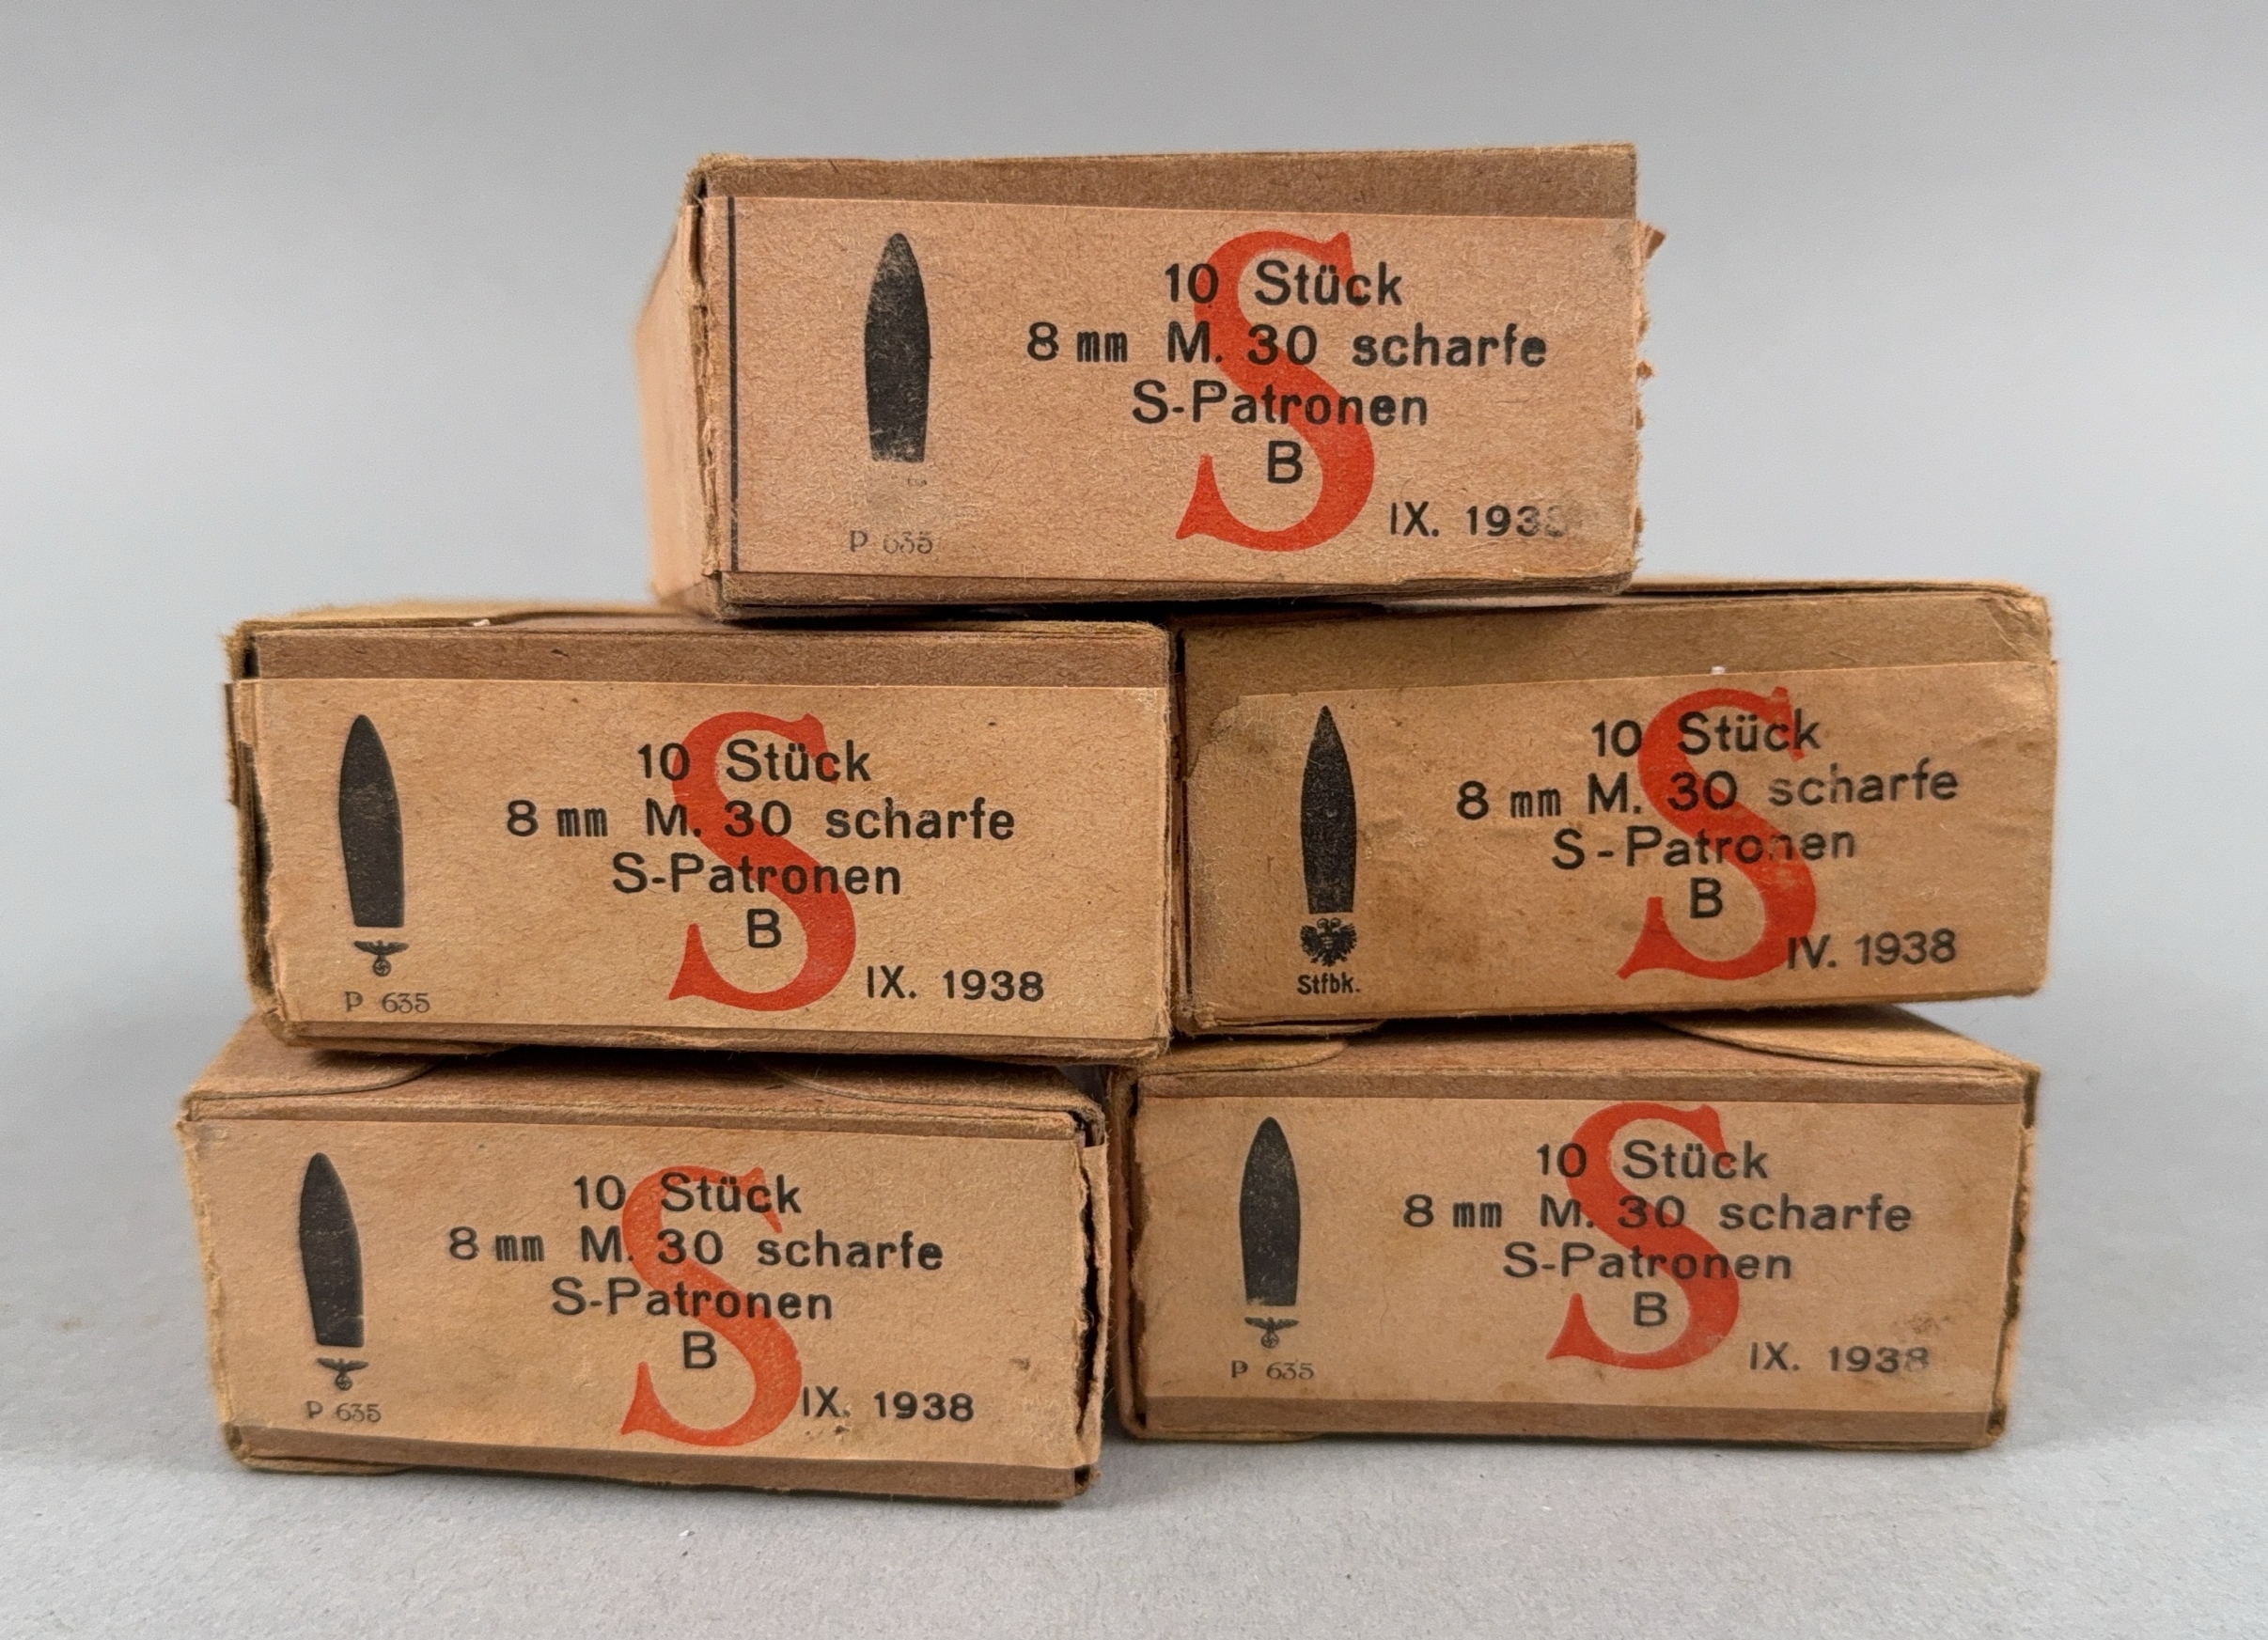 10 Stück
8 mm M. 30 scharfe
S-Patronen
B
IX. 193
P 635
S
10 Stück
8 mm M. 30 scharfe
S-Patronen
B
IX. 1938
P 635
S
10 Stück
8 mm M. 30 scharfe
S-Patronen
B
IV. 1938
Stfbk.
S
10 Stück
8 mm M. 30 scharfe
S-Patronen
B
IX. 1938
P 635
S
10 Stück
8 mm M. 30 scharfe
S-Patronen
B
IX. 1938
P 635
S